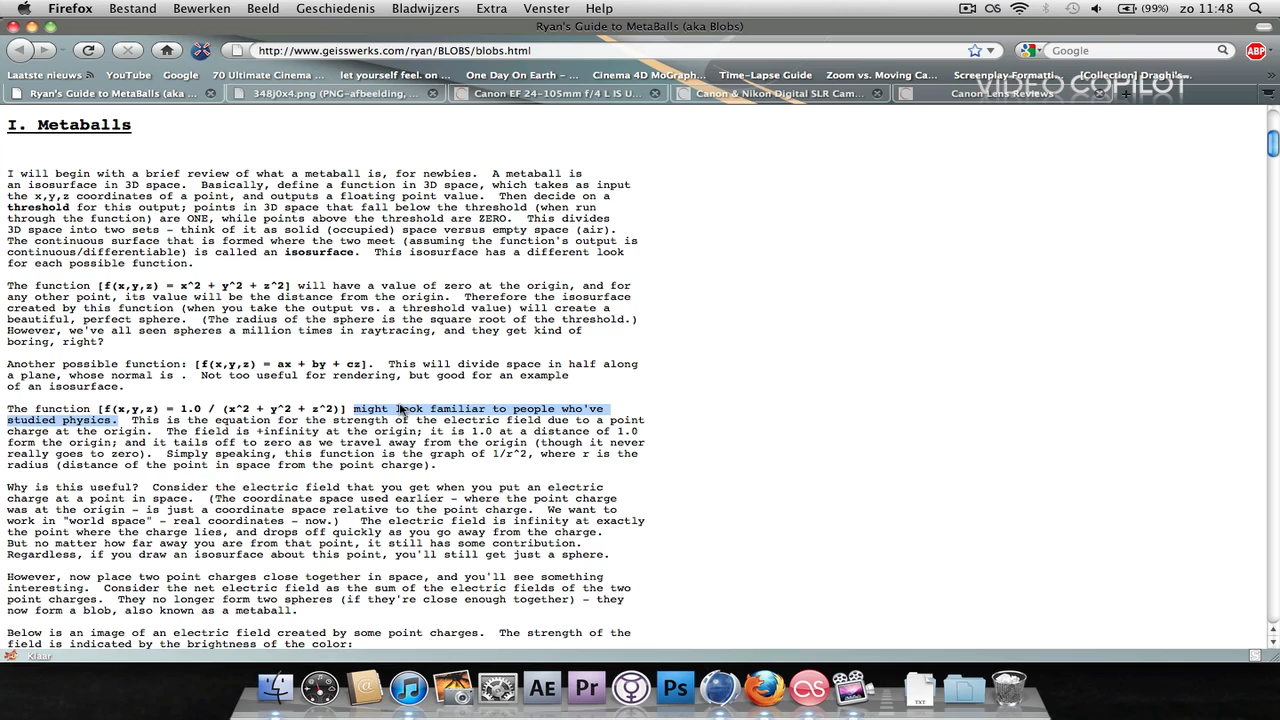 Firefox Bestand Bewerken Beeld Geschiedenis Bladwijzers Extra Venster Help (99%) zo 11:48
Ryan's Guide to MetaBalls (aka Blobs)
http://www.geisswerks.com/ryan/BLOBS/blobs.html Google ABP
Laatste nieuws YouTube Google 70 Ultimate Cinema ... let yourself feel. on ... One Day On Earth – ... Cinema 4D MoGraph... Time-Lapse Guide Zoom vs. Moving Ca... Screenplay Formatti... [Collection] Draghi's...
VIDEO COPILOT
Ryan's Guide to MetaBalls (aka ... 348j0x4.png (PNG-afbeelding, ... Canon EF 24-105mm f/4 L IS U... Canon & Nikon Digital SLR Cam... Canon Lens Reviews
I. Metaballs
I will begin with a brief review of what a metaball is, for newbies. A metaball is
an isosurface in 3D space. Basically, define a function in 3D space, which takes as input
the x,y,z coordinates of a point, and outputs a floating point value. Then decide on a
threshold for this output; points in 3D space that fall below the threshold (when run
through the function) are ONE, while points above the threshold are ZERO. This divides
3D space into two sets - think of it as solid (occupied) space versus empty space (air).
The continuous surface that is formed where the two meet (assuming the function's output is
continuous/differentiable) is called an isosurface. This isosurface has a different look
for each possible function.
The function [f(x,y,z) = x^2 + y^2 + z^2] will have a value of zero at the origin, and for
any other point, its value will be the distance from the origin. Therefore the isosurface
created by this function (when you take the output vs. a threshold value) will create a
beautiful, perfect sphere. (The radius of the sphere is the square root of the threshold.)
However, we've all seen spheres a million times in raytracing, and they get kind of
boring, right?
Another possible function: [f(x,y,z) = ax + by + cz]. This will divide space in half along
a plane, whose normal is . Not too useful for rendering, but good for an example
of an isosurface.
The function [f(x,y,z) = 1.0 / (x^2 + y^2 + z^2)] might look familiar to people who've
studied physics. This is the equation for the strength of the electric field due to a point
charge at the origin. The field is +infinity at the origin; it is 1.0 at a distance of 1.0
form the origin; and it tails off to zero as we travel away from the origin (though it never
really goes to zero). Simply speaking, this function is the graph of 1/r^2, where r is the
radius (distance of the point in space from the point charge).
Why is this useful? Consider the electric field that you get when you put an electric
charge at a point in space. (The coordinate space used earlier - where the point charge
was at the origin - is just a coordinate space relative to the point charge. We want to
work in "world space" - real coordinates - now.) The electric field is infinity at exactly
the point where the charge lies, and drops off quickly as you go away from the charge.
But no matter how far away you are from that point, it still has some contribution.
Regardless, if you draw an isosurface about this point, you'll still get just a sphere.
However, now place two point charges close together in space, and you'll see something
interesting. Consider the net electric field as the sum of the electric fields of the two
point charges. They no longer form two spheres (if they're close enough together) - they
now form a blob, also known as a metaball.
Below is an image of an electric field created by some point charges. The strength of the
field is indicated by the brightness of the color:
Klaar
AE Pr Ps TXT